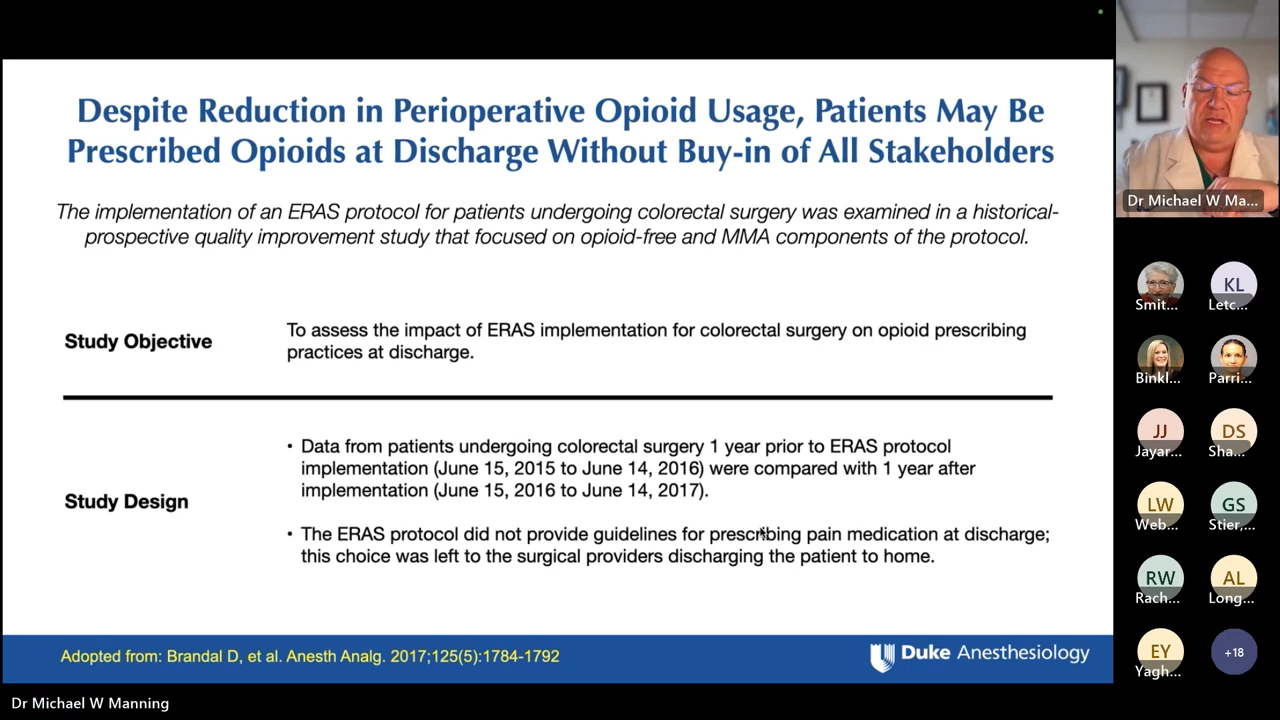 Despite Reduction in Perioperative Opioid Usage, Patients May Be
Prescribed Opioids at Discharge Without Buy-in of All Stakeholders
The implementation of an ERAS protocol for patients undergoing colorectal surgery was examined in a historical-
prospective quality improvement study that focused on opioid-free and MMA components of the protocol.
Study Objective
To assess the impact of ERAS implementation for colorectal surgery on opioid prescribing
practices at discharge.
Study Design
• Data from patients undergoing colorectal surgery 1 year prior to ERAS protocol
implementation (June 15, 2015 to June 14, 2016) were compared with 1 year after
implementation (June 15, 2016 to June 14, 2017).
• The ERAS protocol did not provide guidelines for prescribing pain medication at discharge;
this choice was left to the surgical providers discharging the patient to home.
Adopted from: Brandal D, et al. Anesth Analg. 2017;125(5):1784-1792
Duke Anesthesiology
Dr Michael W Manning
Dr Michael W Ma...
Smit...
KL
Letc...
Binkl...
Parri...
JJ
Jayar...
DS
Sha...
LW
Web...
GS
Stier,...
RW
Rach...
AL
Long...
EY
Yagh...
+18